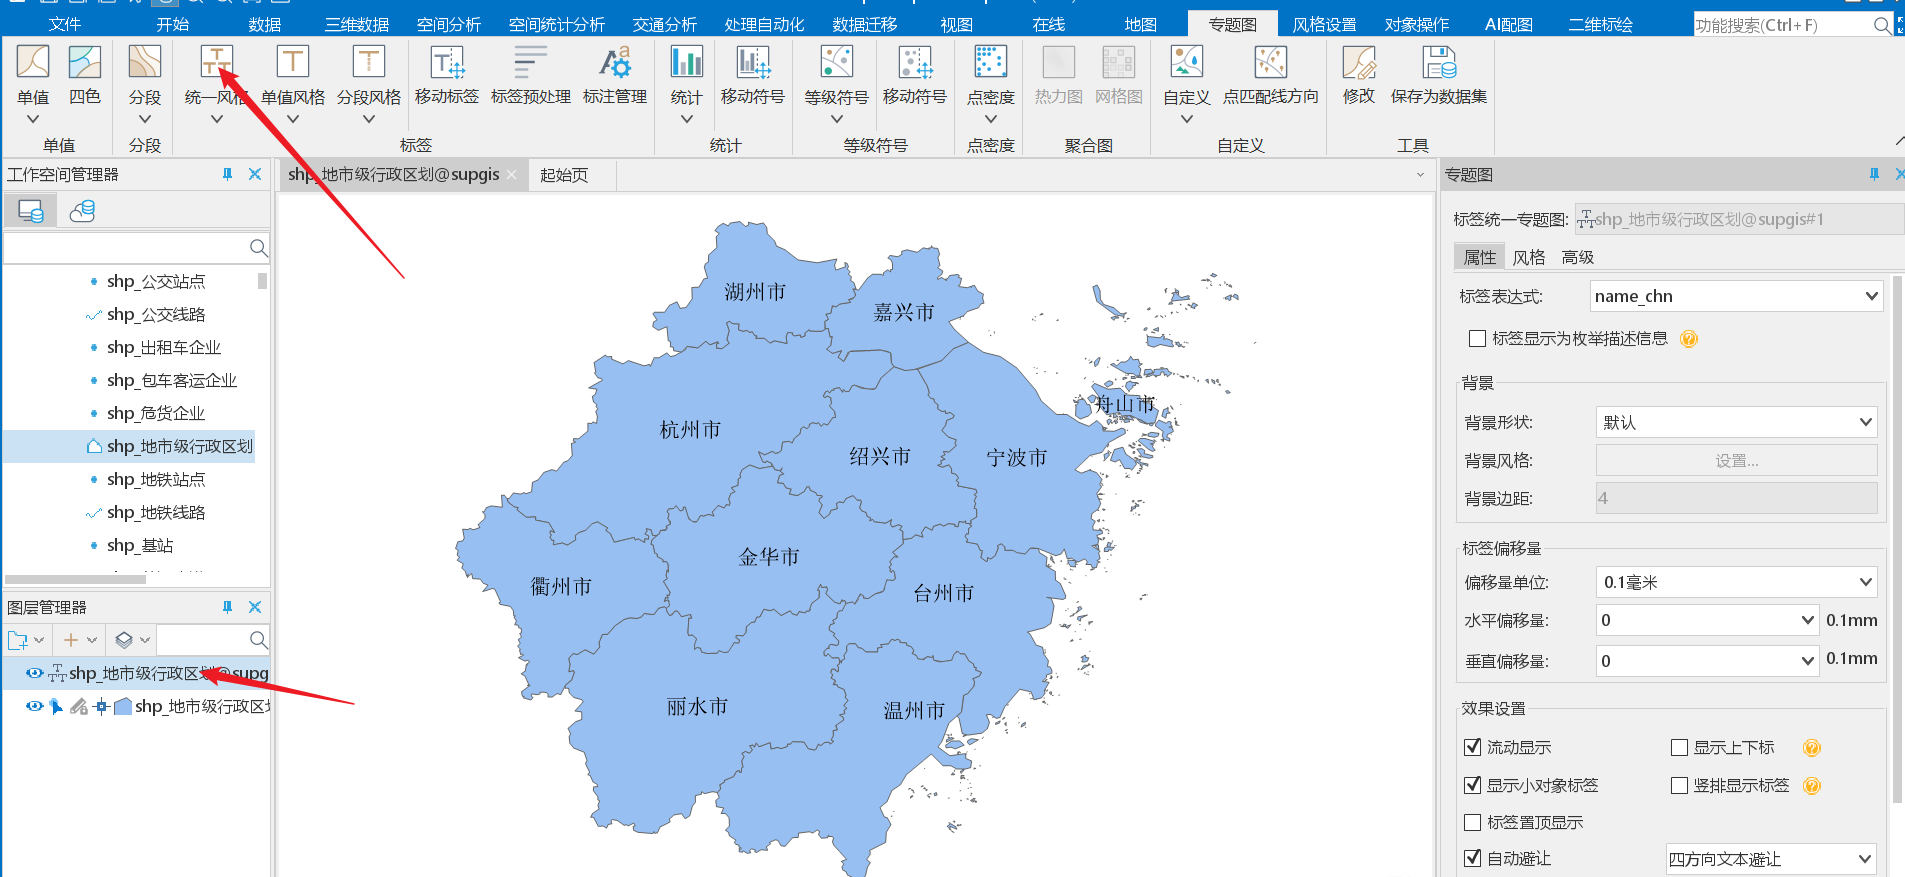 文件 开始 数据 三维数据 空间分析 空间统计分析 交通分析 处理自动化 数据迁移 视图 在线 地图 专题图 风格设置 对象操作 AI配图 二维标绘 功能搜索(Ctrl+F)
单值 四色 分段 统一风格 单值风格 分段风格 移动标签 标签预处理 标注管理 统计 移动符号 等级符号 移动符号 点密度 热力图 网格图 自定义 点匹配线方向 修改 保存为数据集
单值 分段 标签 统计 等级符号 点密度 聚合图 自定义 工具
工作空间管理器
shp_公交站点
shp_公交线路
shp_出租车企业
shp_包车客运企业
shp_危货企业
shp_地市级行政区划
shp_地铁站点
shp_地铁线路
shp_基站
图层管理器
shp_地市级行政区划@supg
shp_地市级行政区划
shp_地市级行政区划@supgis 起始页
湖州市
嘉兴市
舟山市
杭州市
绍兴市
宁波市
金华市
衢州市
台州市
丽水市
温州市
专题图
标签统一专题图: shp_地市级行政区划@supgis#1
属性 风格 高级
标签表达式: name_chn
标签显示为枚举描述信息
背景
背景形状: 默认
背景风格: 设置...
背景边距: 4
标签偏移量
偏移量单位: 0.1毫米
水平偏移量: 0 0.1mm
垂直偏移量: 0 0.1mm
效果设置
流动显示 显示上下标
显示小对象标签 竖排显示标签
标签置顶显示
自动避让 四方向文本避让